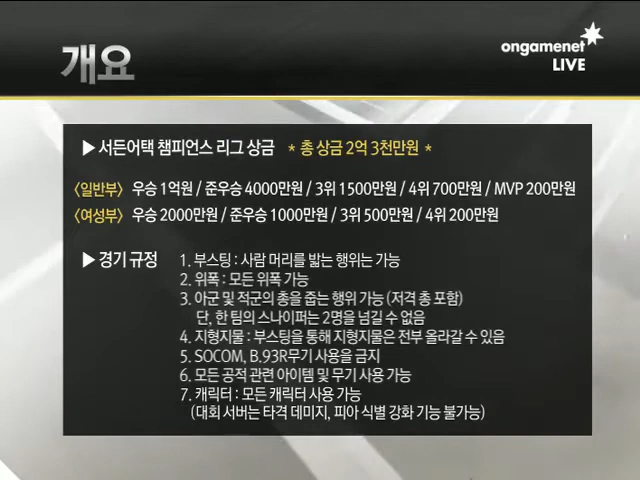 개요
ongamenet
LIVE
▶ 서든어택 챔피언스 리그 상금 * 총 상금 2억 3천만원 *
〈일반부〉 우승 1억원 / 준우승 4000만원 / 3위 1500만원 / 4위 700만원 / MVP 200만원
〈여성부〉 우승 2000만원 / 준우승 1000만원 / 3위 500만원 / 4위 200만원
▶ 경기 규정 1. 부스팅 : 사람 머리를 밟는 행위는 가능
2. 위폭 : 모든 위폭 가능
3. 아군 및 적군의 총을 줍는 행위 가능 (저격 총 포함)
단, 한 팀의 스나이퍼는 2명을 넘길 수 없음
4. 지형지물 : 부스팅을 통해 지형지물은 전부 올라갈 수 있음
5. SOCOM, B.93R무기 사용을 금지
6. 모든 공적 관련 아이템 및 무기 사용 가능
7. 캐릭터 : 모든 캐릭터 사용 가능
(대회 서버는 타격 데미지, 피아 식별 강화 기능 불가능)